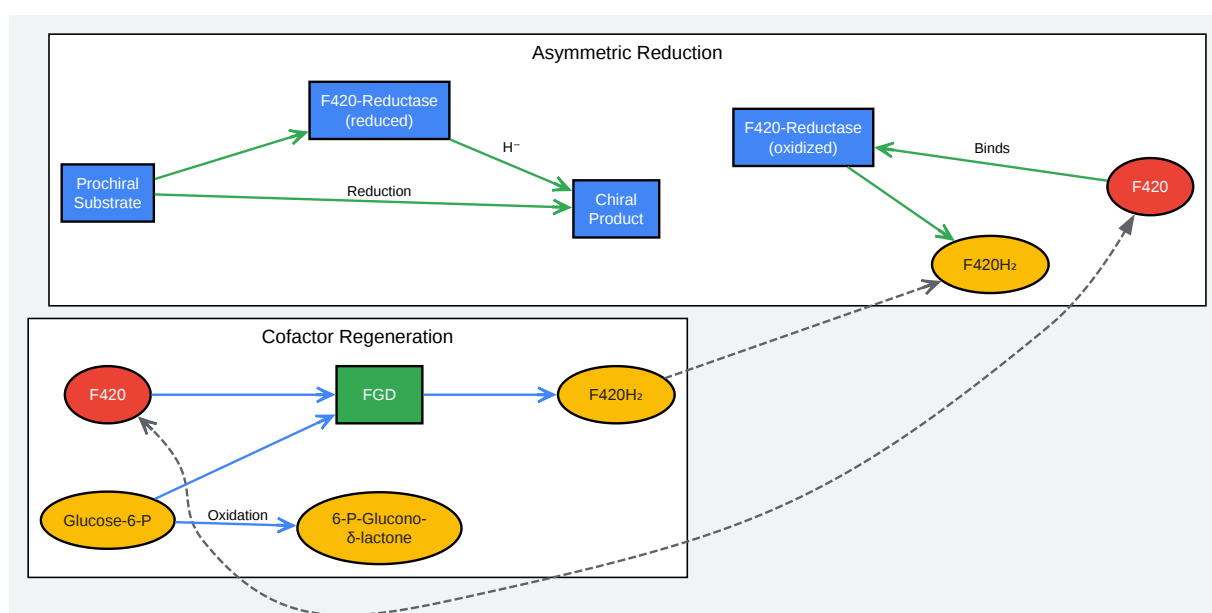 Asymmetric Reduction
F420-Reductase
(reduced)
F420-Reductase
(oxidized)
H⁻
Binds
Prochiral
Substrate
Reduction
Chiral
Product
F420
F420H₂
Cofactor Regeneration
F420
FGD
F420H₂
Glucose-6-P
Oxidation
6-P-Glucono-
δ-lactone